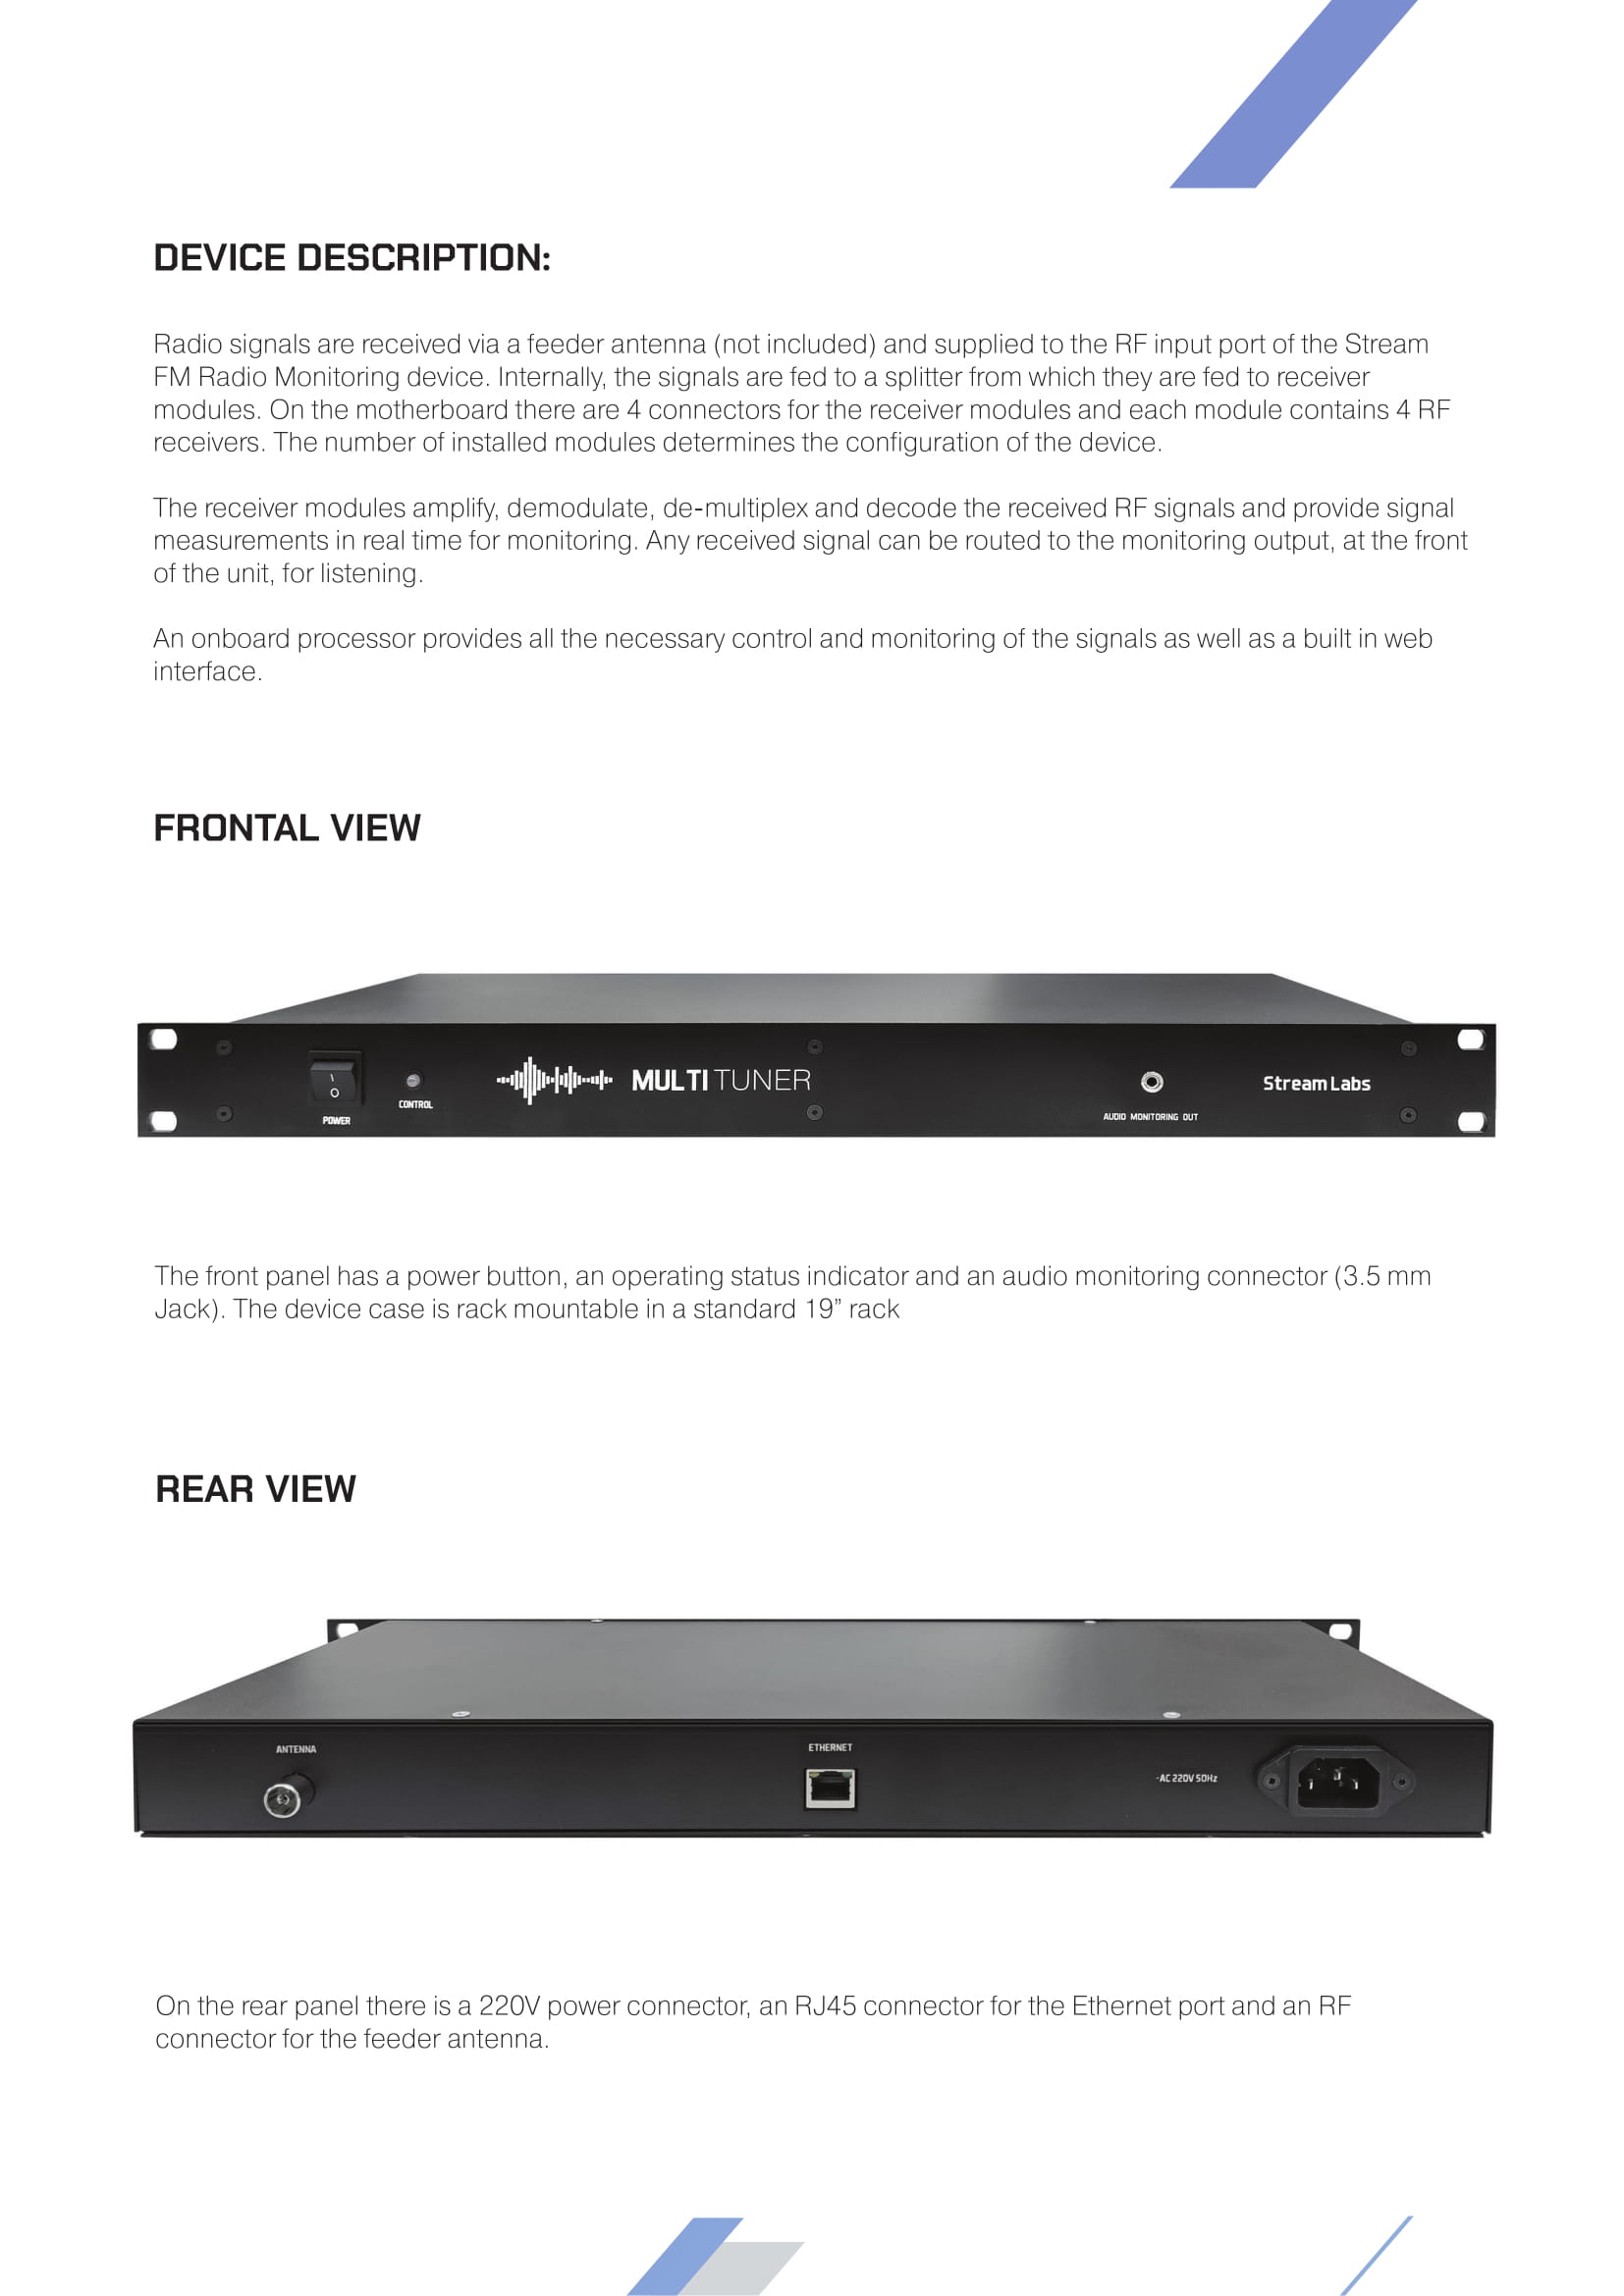 DEVICE DESCRIPTION:
Radio signals are received via a feeder antenna (not included) and supplied to the RF input port of the Stream
FM Radio Monitoring device. Internally, the signals are fed to a splitter from which they are fed to receiver
modules. On the motherboard there are 4 connectors for the receiver modules and each module contains 4 RF
receivers. The number of installed modules determines the configuration of the device.
The receiver modules amplify, demodulate, de-multiplex and decode the received RF signals and provide signal
measurements in real time for monitoring. Any received signal can be routed to the monitoring output, at the front
of the unit, for listening.
An onboard processor provides all the necessary control and monitoring of the signals as well as a built in web
interface.
FRONTAL VIEW
I
O
POWER
CONTROL
MULTI TUNER
AUDIO MONITORING OUT
Stream Labs
The front panel has a power button, an operating status indicator and an audio monitoring connector (3.5 mm
Jack). The device case is rack mountable in a standard 19” rack
REAR VIEW
ANTENNA
ETHERNET
~AC 220V 50Hz
On the rear panel there is a 220V power connector, an RJ45 connector for the Ethernet port and an RF
connector for the feeder antenna.